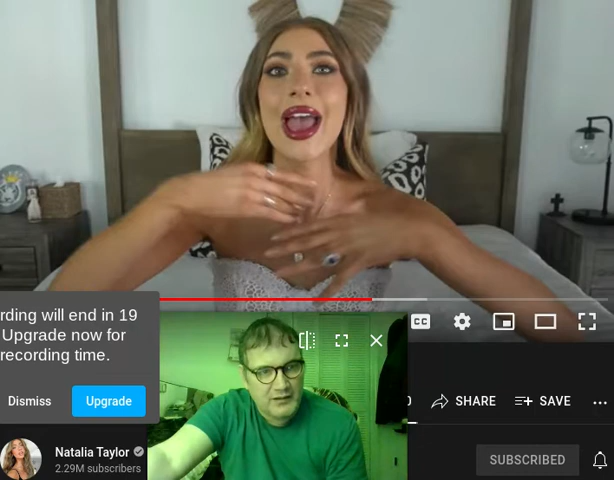 CC
rding will end in 19
Upgrade now for
recording time.
Dismiss
Upgrade
SHARE
SAVE
Natalia Taylor
2.29M subscribers
SUBSCRIBED